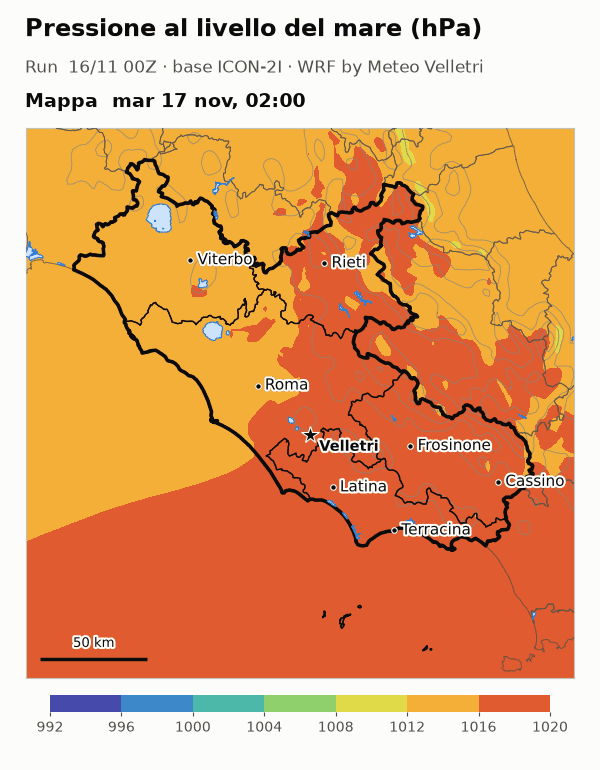 Pressione al livello del mare (hPa)
Run  16/11 00Z · base ICON-2I · WRF by Meteo Velletri
Mappa  mar 17 nov, 02:00
Viterbo
Rieti
Roma
Velletri
Frosinone
Latina
Cassino
Terracina
50 km
992 996 1000 1004 1008 1012 1016 1020